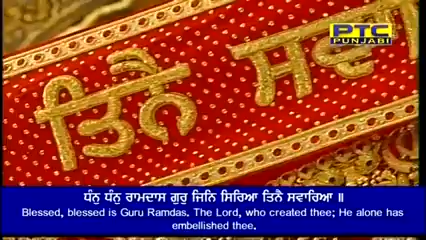 PTC
PUNJABI
ਤਿਨੈ ਸਵਾ
ਧੰਨੁ ਧੰਨੁ ਰਾਮਦਾਸ ਗੁਰੁ ਜਿਨਿ ਸਿਰਿਆ ਤਿਨੈ ਸਵਾਰਿਆ ॥
Blessed, blessed is Guru Ramdas. The Lord, who created thee; He alone has
embellished thee.